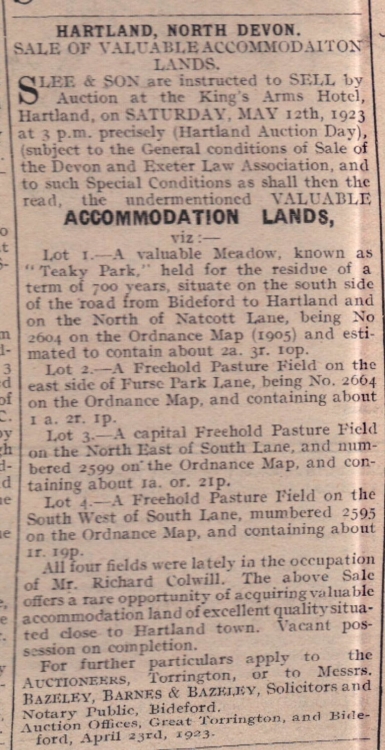 HARTLAND, NORTH DEVON.
SALE OF VALUABLE ACCOMMODAITON
LANDS.
SLEE & SON are instructed to SELL by
Auction at the King's Arms Hotel,
Hartland, on SATURDAY, MAY 12th, 1923
at 3 p.m. precisely (Hartland Auction Day),
(subject to the General conditions of Sale of
the Devon and Exeter Law Association, and
to such Special Conditions as shall then the
read, the undermentioned VALUABLE
ACCOMMODATION LANDS,
viz:—
Lot 1.—A valuable Meadow, known as
"Teaky Park," held for the residue of a
term of 700 years, situate on the south side
of the road from Bideford to Hartland and
on the North of Natcott Lane, being No
2604 on the Ordnance Map (1905) and esti-
mated to contain about 2a. 3r. 10p.
Lot 2.—A Freehold Pasture Field on the
east side of Furse Park Lane, being No. 2664
on the Ordnance Map, and containing about
1 a. 2r. 1p.
Lot 3.—A capital Freehold Pasture Field
on the North East of South Lane, and num-
bered 2599 on the Ordnance Map, and con-
taining about 1a. 0r. 21p.
Lot 4.—A Freehold Pasture Field on the
South West of South Lane, mumbered 2595
on the Ordnance Map, and containing about
1r. 19p.
All four fields were lately in the occupation
of Mr. Richard Colwill. The above Sale
offers a rare opportunity of acquiring valuable
accommodation land of excellent quality situa-
ted close to Hartland town. Vacant pos-
session on completion.
For further particulars apply to the
AUCTIONEERS, Torrington, or to Messrs.
BAZELEY, BARNES & BAZELEY, Solicitors and
Notary Public, Bideford.
Auction Offices, Great Torrington, and Bide-
ford, April 23rd, 1923.